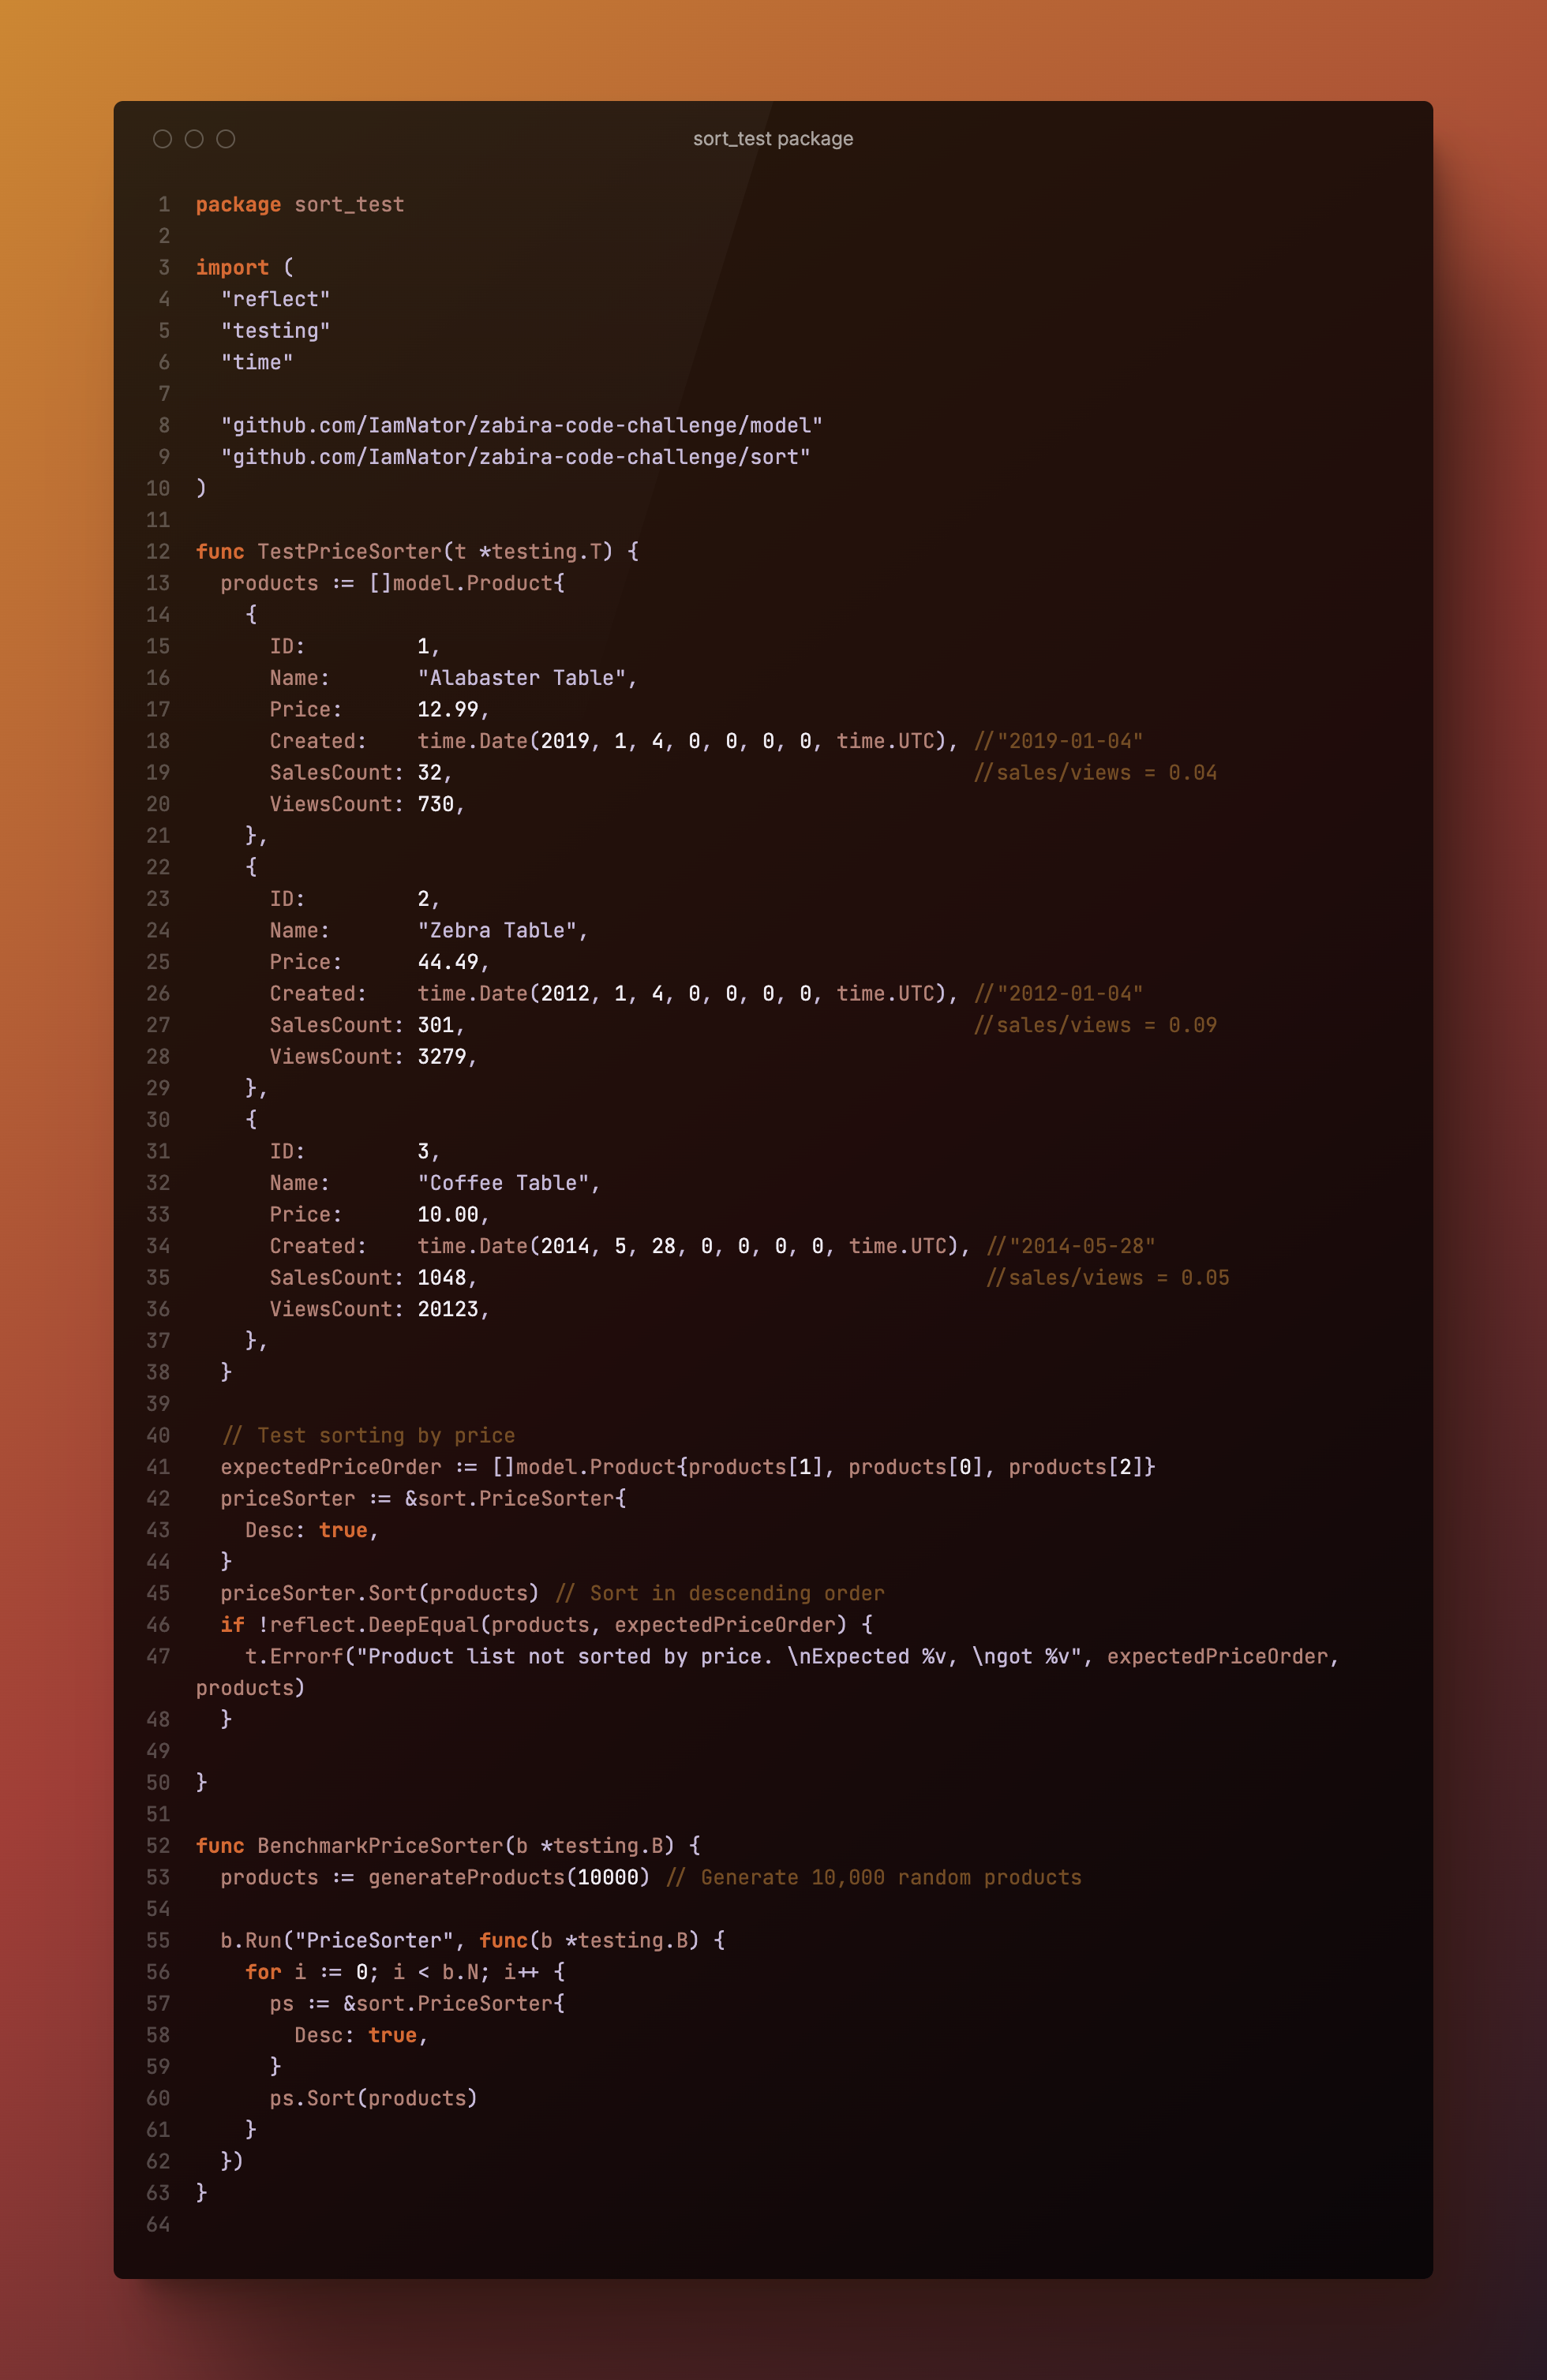 sort_test package
1 package sort_test
2
3 import (
4   "reflect"
5   "testing"
6   "time"
7
8   "github.com/IamNator/zabira-code-challenge/model"
9   "github.com/IamNator/zabira-code-challenge/sort"
10 )
11
12 func TestPriceSorter(t *testing.T) {
13   products := []model.Product{
14     {
15       ID:         1,
16       Name:       "Alabaster Table",
17       Price:      12.99,
18       Created:    time.Date(2019, 1, 4, 0, 0, 0, 0, time.UTC), //"2019-01-04"
19       SalesCount: 32,                                          //sales/views = 0.04
20       ViewsCount: 730,
21     },
22     {
23       ID:         2,
24       Name:       "Zebra Table",
25       Price:      44.49,
26       Created:    time.Date(2012, 1, 4, 0, 0, 0, 0, time.UTC), //"2012-01-04"
27       SalesCount: 301,                                         //sales/views = 0.09
28       ViewsCount: 3279,
29     },
30     {
31       ID:         3,
32       Name:       "Coffee Table",
33       Price:      10.00,
34       Created:    time.Date(2014, 5, 28, 0, 0, 0, 0, time.UTC), //"2014-05-28"
35       SalesCount: 1048,                                         //sales/views = 0.05
36       ViewsCount: 20123,
37     },
38   }
39
40   // Test sorting by price
41   expectedPriceOrder := []model.Product{products[1], products[0], products[2]}
42   priceSorter := &sort.PriceSorter{
43     Desc: true,
44   }
45   priceSorter.Sort(products) // Sort in descending order
46   if !reflect.DeepEqual(products, expectedPriceOrder) {
47     t.Errorf("Product list not sorted by price. \nExpected %v, \ngot %v", expectedPriceOrder,
products)
48   }
49
50 }
51
52 func BenchmarkPriceSorter(b *testing.B) {
53   products := generateProducts(10000) // Generate 10,000 random products
54
55   b.Run("PriceSorter", func(b *testing.B) {
56     for i := 0; i < b.N; i++ {
57       ps := &sort.PriceSorter{
58         Desc: true,
59       }
60       ps.Sort(products)
61     }
62   })
63 }
64